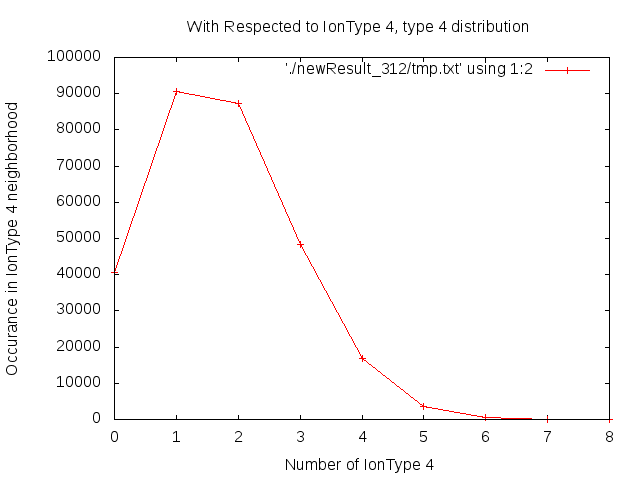 With Respected to IonType 4, type 4 distribution
100000
'./newResult_312/tmp.txt' using 1:2
90000
80000
70000
60000
50000
40000
30000
20000
10000
0
Occurance in IonType 4 neighborhood
0 1 2 3 4 5 6 7 8
Number of IonType 4